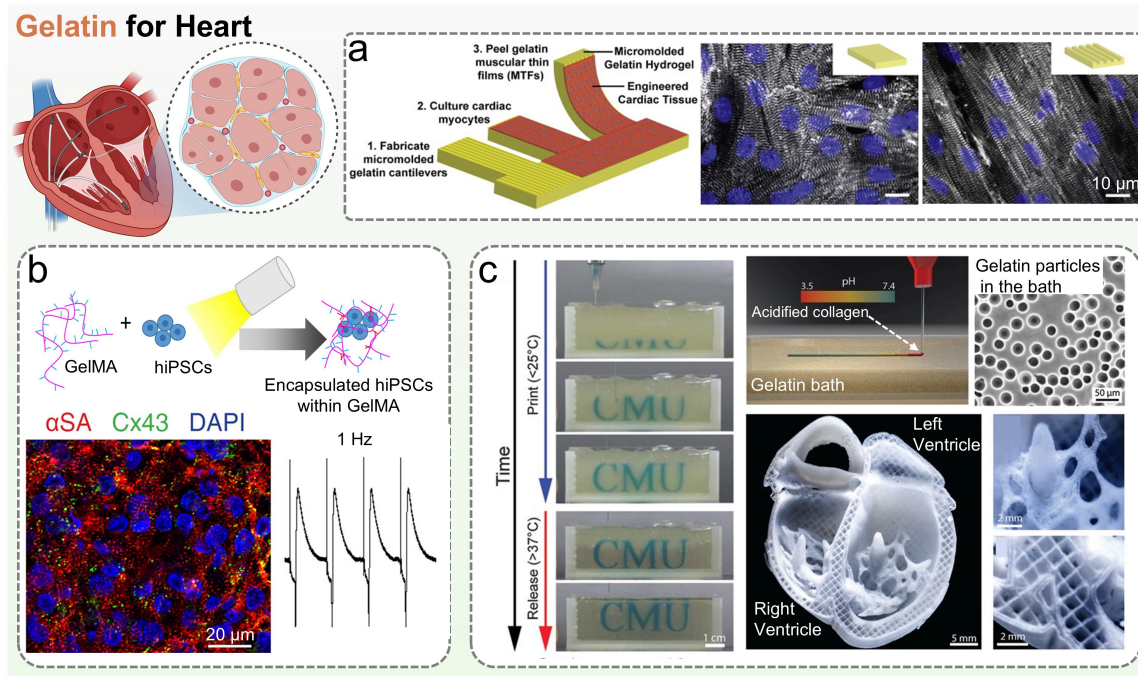 Gelatin for Heart
a
3. Peel gelatin
muscular thin
films (MTFs)
Micromolded
Gelatin Hydrogel
Engineered
Cardiac Tissue
2. Culture cardiac
myocytes
1. Fabricate
micromolded
gelatin cantilevers
10 µm
b
GelMA
+
hiPSCs
Encapsulated hiPSCs
within GelMA
αSA Cx43 DAPI
20 µm
1 Hz
c
Time
Print (<25°C)
Release (>37°C)
CMU
CMU
CMU
CMU
CMU
1 cm
pH
3.5
7.4
Acidified collagen
Gelatin bath
Gelatin particles
in the bath
50 µm
Left
Ventricle
Right
Ventricle
5 mm
2 mm
2 mm